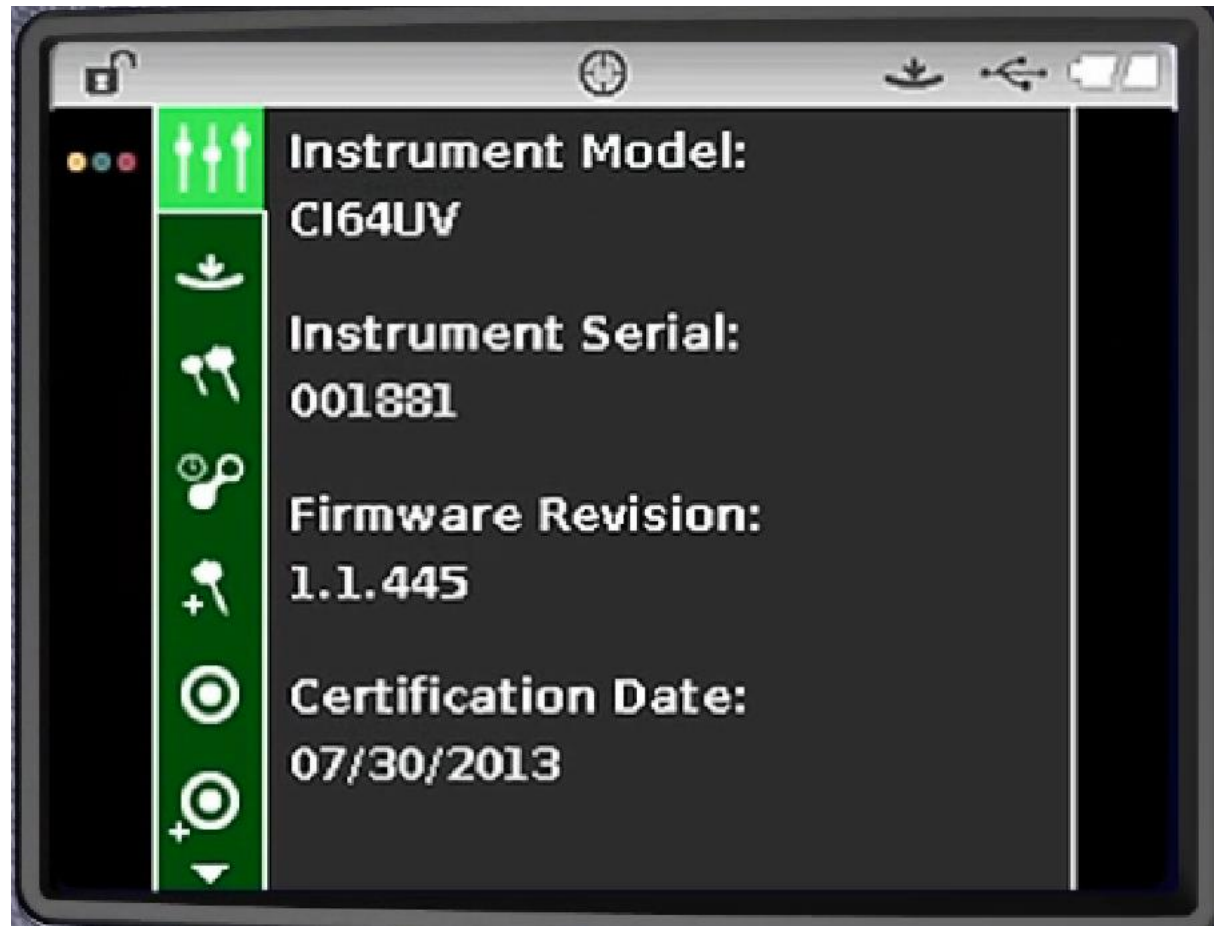 Instrument Model:
CI64UV
Instrument Serial:
001881
Firmware Revision:
1.1.445
Certification Date:
07/30/2013